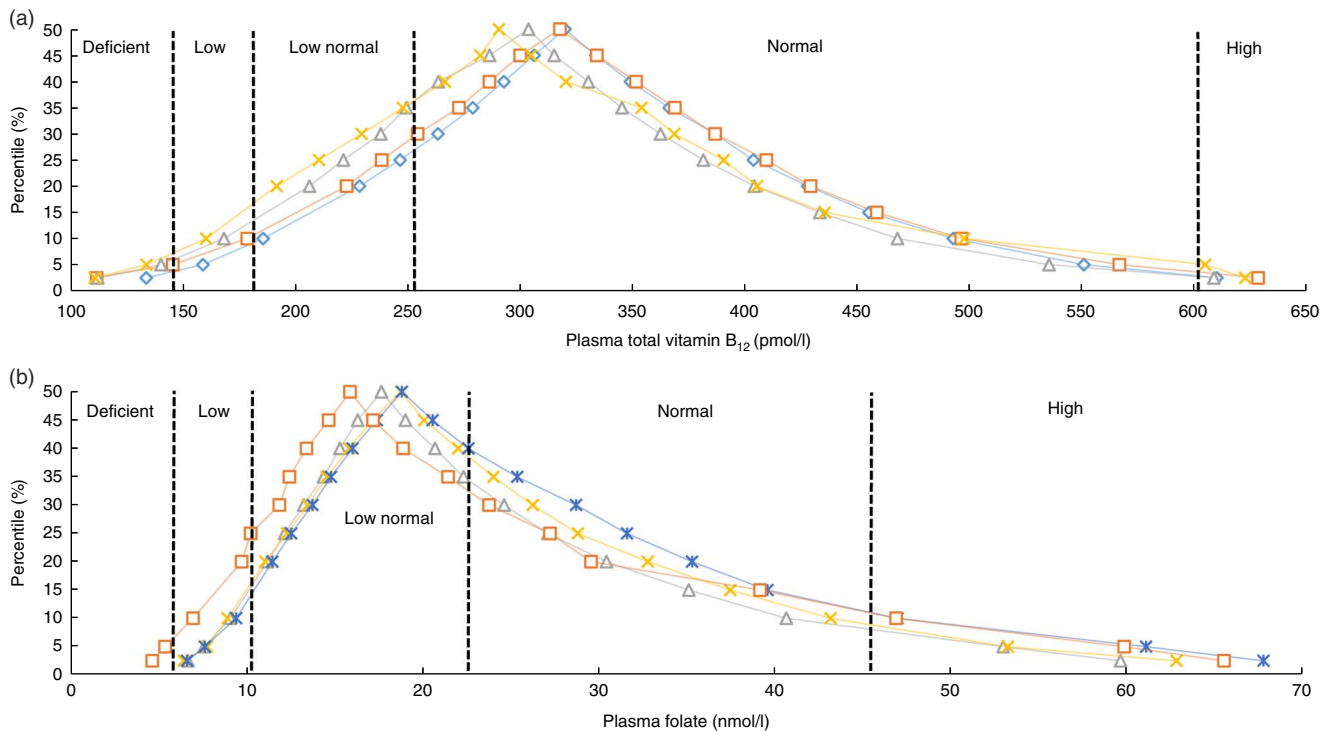 (a)
Deficient Low Low normal Normal High
Percentile (%)
50
45
40
35
30
25
20
15
10
5
0
100 150 200 250 300 350 400 450 500 550 600 650
Plasma total vitamin B12 (pmol/l)
(b)
Deficient Low Normal High
Low normal
Percentile (%)
50
45
40
35
30
25
20
15
10
5
0
0 10 20 30 40 50 60 70
Plasma folate (nmol/l)